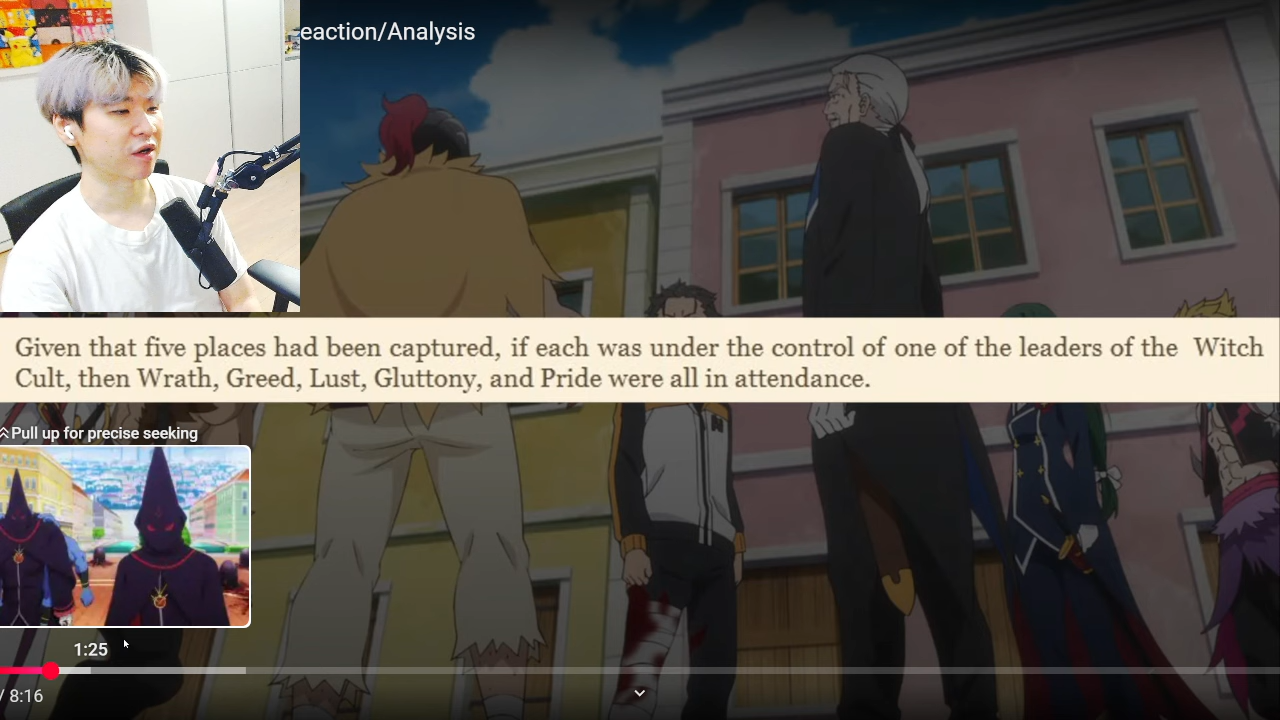 eaction/Analysis
Given that five places had been captured, if each was under the control of one of the leaders of the Witch
Cult, then Wrath, Greed, Lust, Gluttony, and Pride were all in attendance.
Pull up for precise seeking
1:25
/ 8:16